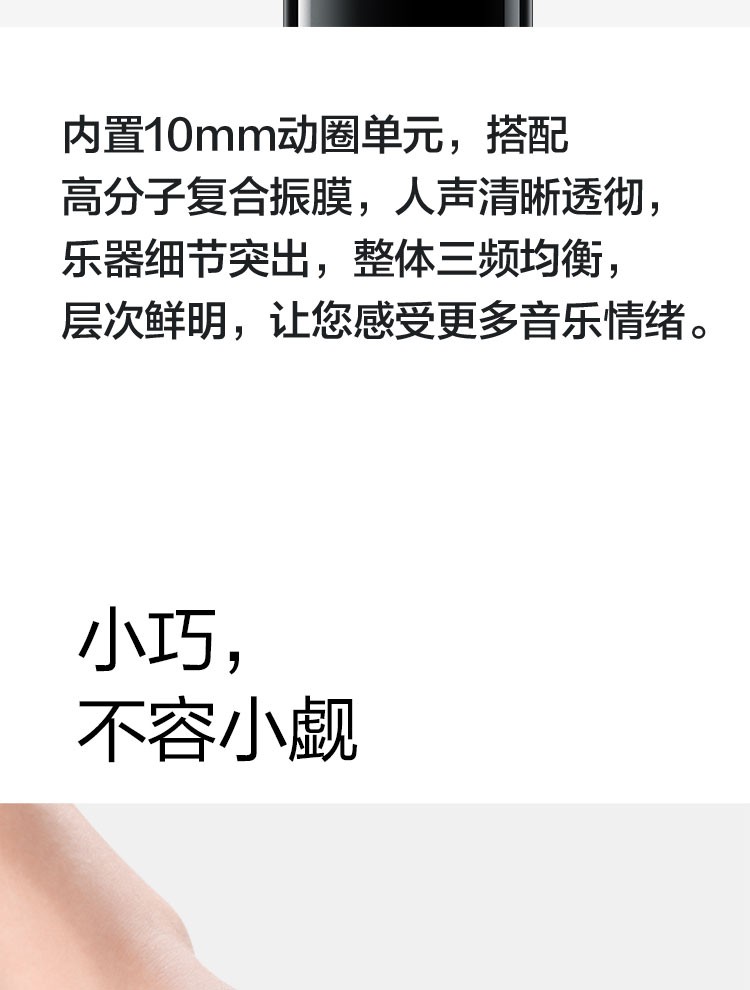 内置10mm动圈单元，搭配
高分子复合振膜，人声清晰透彻，
乐器细节突出，整体三频均衡，
层次鲜明，让您感受更多音乐情绪。
小巧，
不容小觑